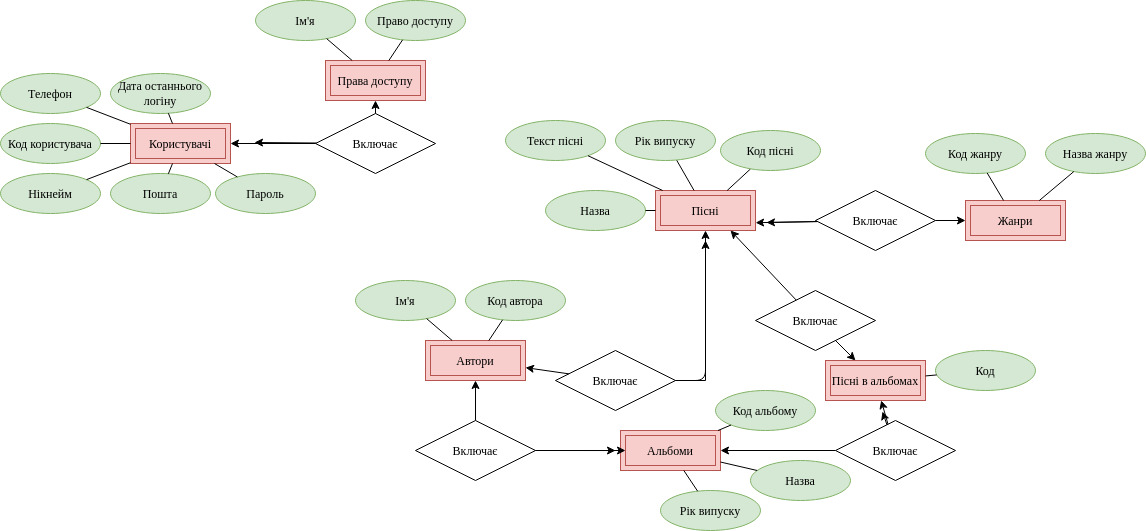 Ім'я
Право доступу
Права доступу
Телефон
Дата останнього
логіну
Код користувача
Користувачі
Включає
Нікнейм
Пошта
Пароль
Текст пісні
Рік випуску
Код пісні
Код жанру
Назва жанру
Назва
Пісні
Включає
Жанри
Ім'я
Код автора
Включає
Автори
Включає
Пісні в альбомах
Код
Код альбому
Включає
Альбоми
Включає
Назва
Рік випуску